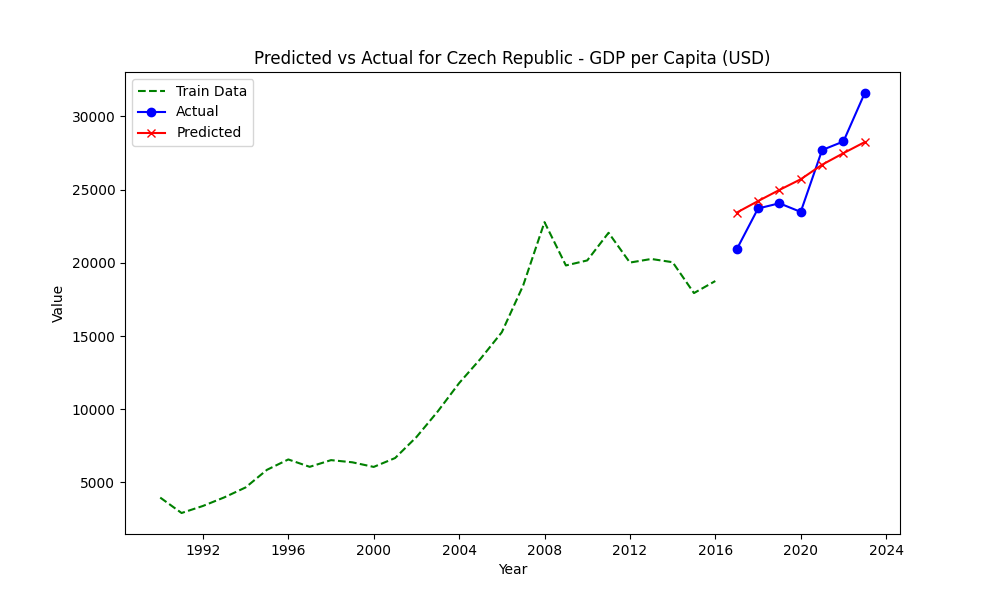 Predicted vs Actual for Czech Republic - GDP per Capita (USD)
Train Data
Actual
Predicted
30000
25000
20000
15000
10000
5000
Value
1992 1996 2000 2004 2008 2012 2016 2020 2024
Year